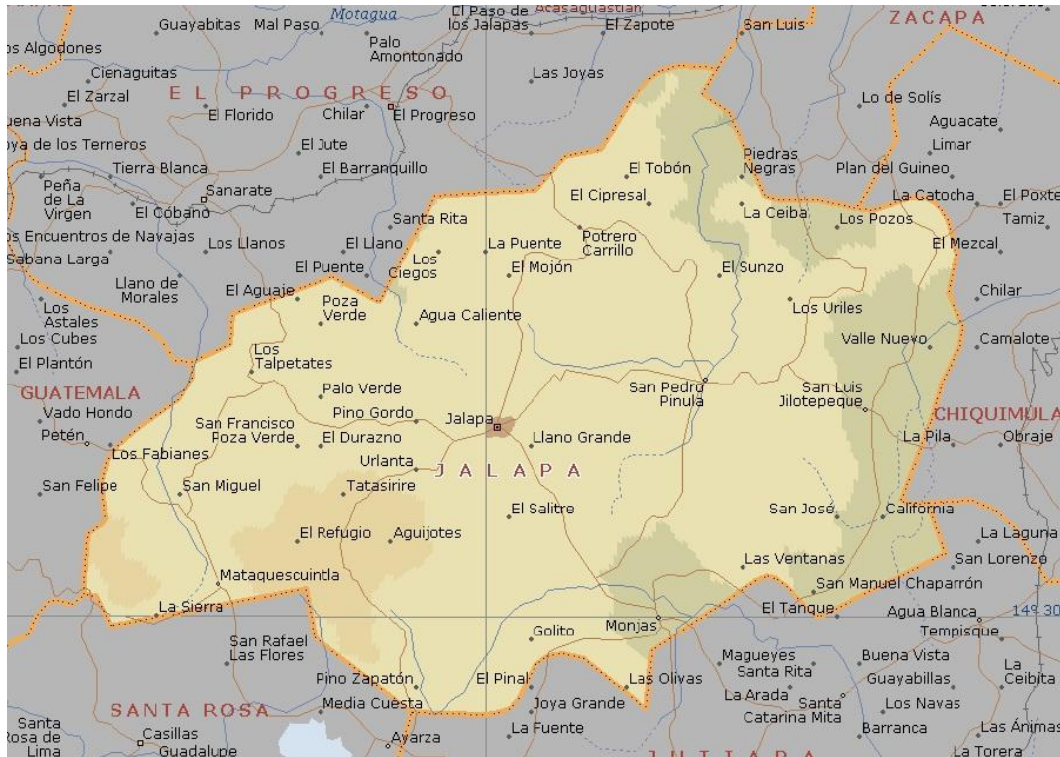 Motagua
El Paso de
los Jalapas
Acasaguastlán
Guayabitas
Mal Paso
El Zapote
San Luis
ZACAPA
os Algodones
Palo
Amontonado
Cienaguitas
Las Joyas
EL PROGRESO
El Zarzal
El Florido
Chilar
El Progreso
Lo de Solís
uena Vista
Aguacate
oya de los Terneros
El Jute
Limar
Tierra Blanca
El Barranquillo
El Tobón
Piedras
Negras
Plan del Guineo
Peña
de La
Virgen
Sanarate
El Cipresal
La Catocha
El Poxte
El Cóbano
Santa Rita
La Ceiba
Los Pozos
Tamiz
os Encuentros de Navajas
Los Llanos
El Llano
La Puente
Potrero
Carrillo
El Mezcal
Sabana Larga
Los
Ciegos
El Puente
El Mojón
El Sunzo
Llano de
Morales
El Aguaje
Chilar
Los
Astales
Poza
Verde
Agua Caliente
Los Uriles
Los Cubes
Valle Nuevo
Camalote
El Plantón
Los
Talpetates
GUATEMALA
Palo Verde
San Pedro
Pinula
San Luis
Jilotepeque
Vado Hondo
San Francisco
Poza Verde
Pino Gordo
Jalapa
CHIQUIMULA
Petén
El Durazno
Llano Grande
La Pila
Obraje
Los Fabianes
Urlanta
JALAPA
San Felipe
San Miguel
Tatasirire
El Salitre
San José
California
El Refugio
Aguijotes
La Laguna
Las Ventanas
San Lorenzo
Mataquescuintla
San Manuel Chaparrón
La Sierra
El Tanque
Agua Blanca
14º 30
Monjas
Tempisque
San Rafael
Las Flores
Golito
Magueyes
Santa Rita
Buena Vista
La
Ceibita
Pino Zapatón
El Pinal
Las Olivas
Guayabillas
La Arada
Santa
Catarina Mita
SANTA ROSA
Media Cuesta
Joya Grande
Los Navas
Santa
Rosa de
Lima
Casillas
Guadalupe
Ayarza
La Fuente
Barranca
Las Ánimas
JUTIAPA
La Torera